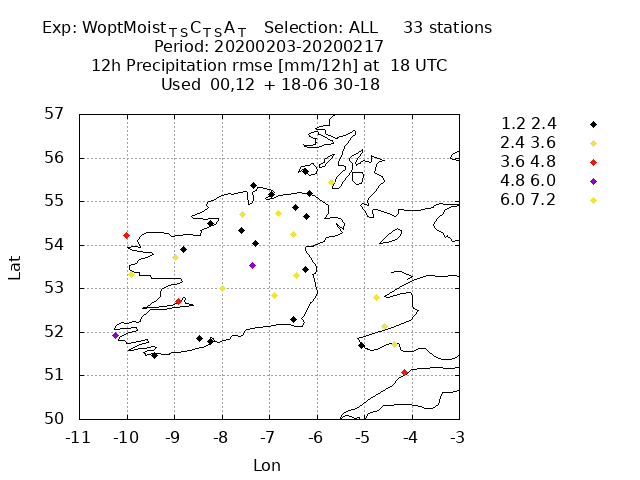 Exp: WoptMoist_TS C_TS A_T   Selection: ALL     33 stations
Period: 20200203-20200217
12h Precipitation rmse [mm/12h] at  18 UTC
Used  00,12  + 18-06 30-18
1.2 2.4
2.4 3.6
3.6 4.8
4.8 6.0
6.0 7.2
57
56
55
54
53
52
51
50
Lat
-11 -10 -9 -8 -7 -6 -5 -4 -3
Lon